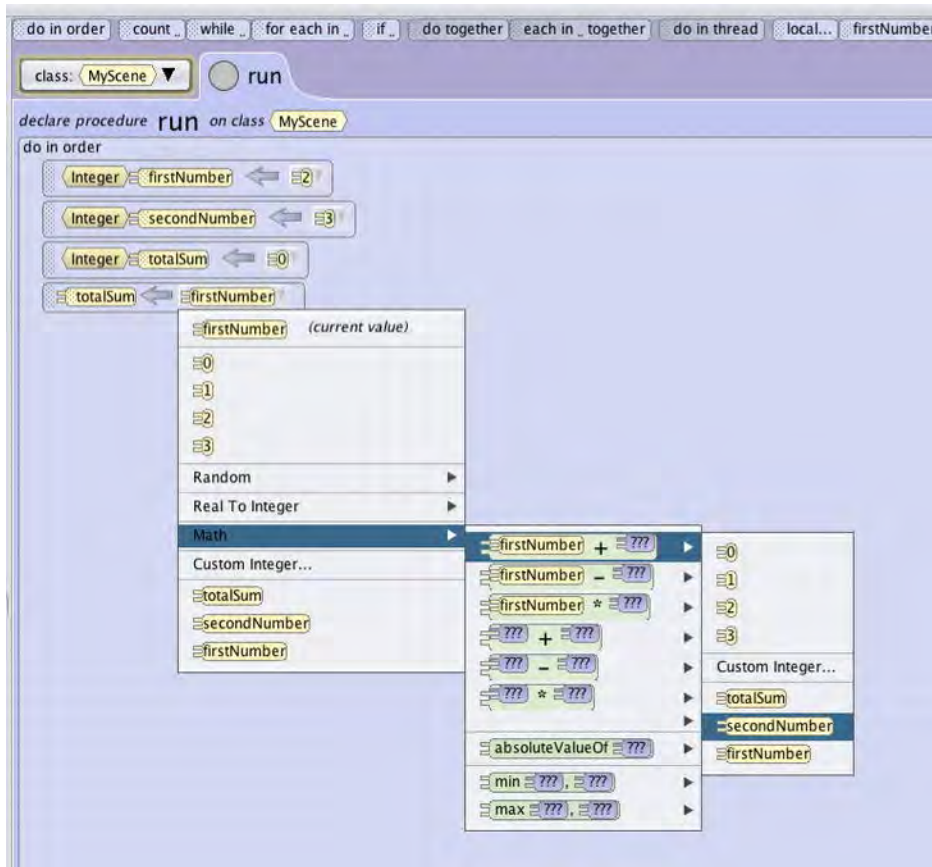 do in order count _ while _ for each in _ if _ do together each in _ together do in thread local... firstNumber
class: MyScene run
declare procedure run on class MyScene
do in order
Integer firstNumber 2
Integer secondNumber 3
Integer totalSum 0
totalSum firstNumber
firstNumber (current value)
0
1
2
3
Random
Real To Integer
Math
Custom Integer...
totalSum
secondNumber
firstNumber
firstNumber + ???
firstNumber - ???
firstNumber * ???
??? + ???
??? - ???
??? * ???
absoluteValueOf ???
min ???, ???
max ???, ???
0
1
2
3
Custom Integer...
totalSum
secondNumber
firstNumber